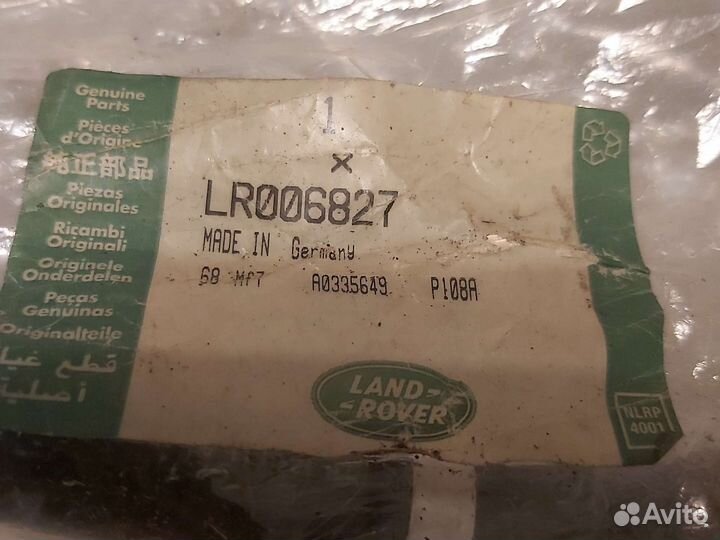 Genuine
Parts
Pièces
d'Origine
純正部品
Piezas
Originales
Ricambi
Originali
Originele
Onderdelen
Peças
Genuinas
Originalteile
قطع غيار
أصلية
1
x
LR006827
MADE IN Germany
68 Mf7 A0335649 P108A
LAND-
-ROVER
NLRP
4001
Avito